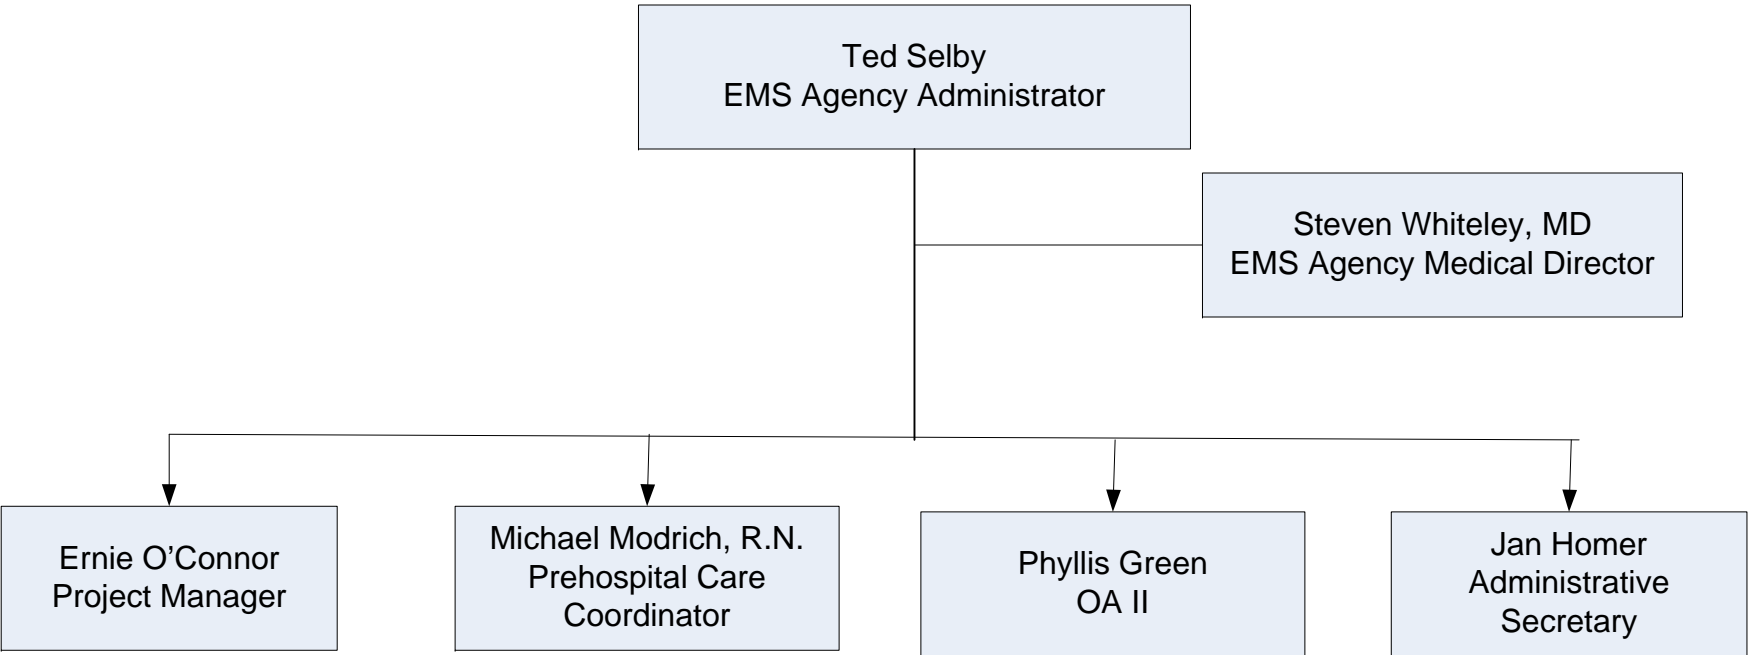 Ted Selby
EMS Agency Administrator
Steven Whiteley, MD
EMS Agency Medical Director
Ernie O’Connor
Project Manager
Michael Modrich, R.N.
Prehospital Care
Coordinator
Phyllis Green
OA II
Jan Homer
Administrative
Secretary